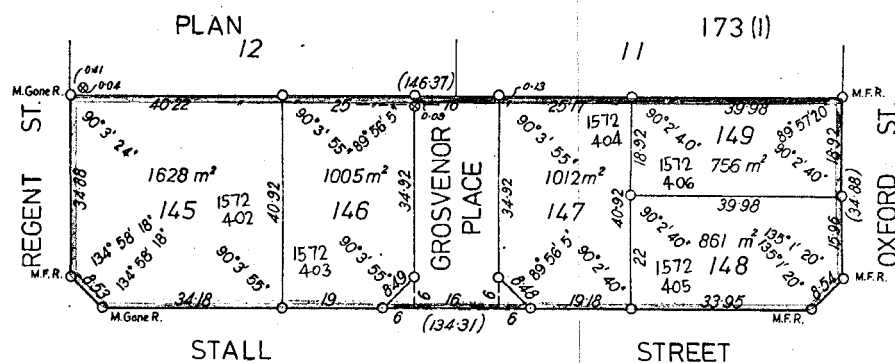 PLAN 173 (1)
12 11
0·41
M.Gone R. 0·04 (146·37) 0·13 M.F.R.
40·22 25 10 25·17 39·98
0·09
REGENT ST.
34·88
90° 3' 24"
1628 m²
145
1572
402
134° 58' 18"
134° 58' 18"
90° 3' 55"
M.F.R.
8·53
M.Gone R.
34·18
40·92
90° 3' 55"
89° 56' 5"
1005 m²
146
1572
403
90° 3' 55"
34·92
8·49
19
6
6
GROSVENOR
PLACE
16
(134·31)
34·92
6
6
8·48
90° 3' 55"
1572
404
1012 m²
147
89° 56' 5"
90° 2' 40"
40·92
19·18
18·92
90° 2' 40"
149
89° 57' 20"
1572
406
756 m²
90° 2' 40"
18·92
39·98
(34·88)
90° 2' 40"
861 m²
135° 1' 20"
135° 1' 20"
1572
405
148
22
15·96
8·54
M.F.R.
33·95
OXFORD ST.
STALL STREET